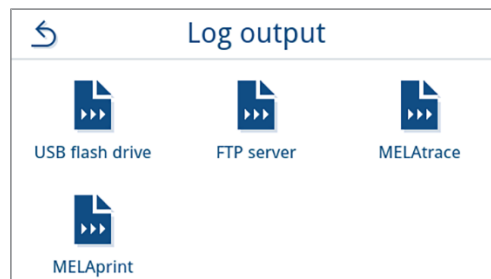 Log output
USB flash drive
FTP server
MELAtrace
MELAprint